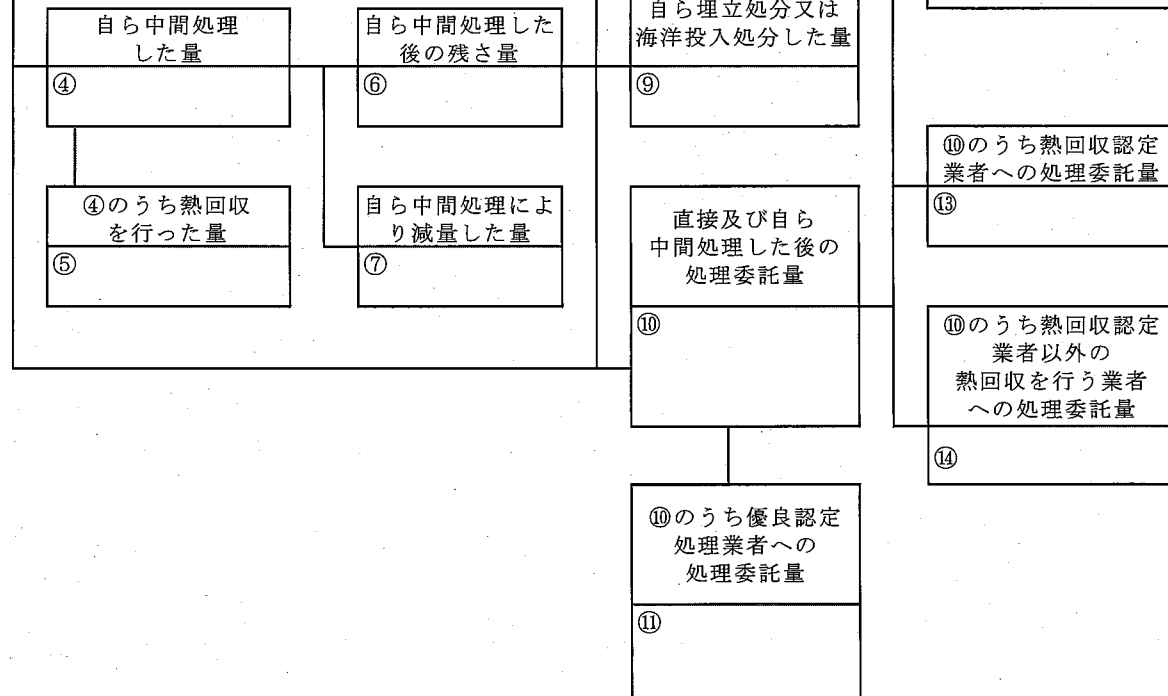 自ら中間処理
した量
④
自ら中間処理した
後の残さ量
⑥
自ら埋立処分又は
海洋投入処分した量
⑨
⑩のうち熱回収認定
業者への処理委託量
⑬
④のうち熱回収
を行った量
⑤
自ら中間処理によ
り減量した量
⑦
直接及び自ら
中間処理した後の
処理委託量
⑩
⑩のうち熱回収認定
業者以外の
熱回収を行う業者
への処理委託量
⑭
⑩のうち優良認定
処理業者への
処理委託量
⑪